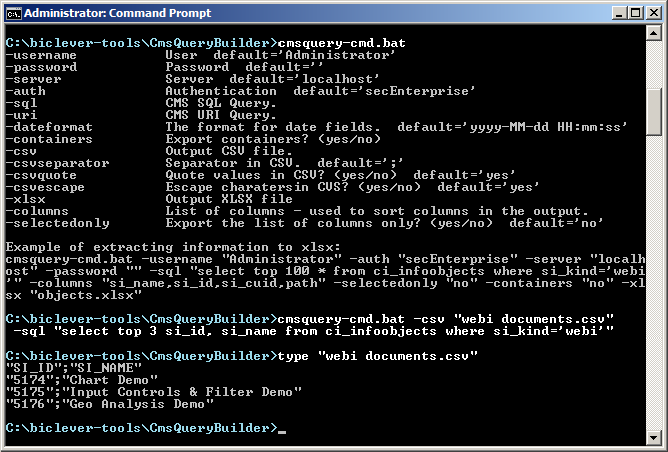 Administrator: Command Prompt
C:\biclever-tools\CmsQueryBuilder>cmsquery-cmd.bat
-username User default='Administrator'
-password Password default=''
-server Server default='localhost'
-auth Authentication default='secEnterprise'
-sql CMS SQL Query.
-uri CMS URI Query.
-dateformat The format for date fields. default='yyyy-MM-dd HH:mm:ss'
-containers Export containers? (yes/no)
-csv Output CSV file.
-csvseparator Separator in CSV. default=';'
-csvquote Quote values in CSV? (yes/no) default='yes'
-csvescape Escape charatersin CVS? (yes/no) default='yes'
-xlsx Output XLSX file
-columns List of columns - used to sort columns in the output.
-selectedonly Export the list of columns only? (yes/no) default='no'
Example of extracting information to xlsx:
cmsquery-cmd.bat -username "Administrator" -auth "secEnterprise" -server "localh
ost" -password "" -sql "select top 100 * from ci_infoobjects where si_kind='webi
'" -columns "si_name,si_id,si_cuid,path" -selectedonly "no" -containers "no" -xl
sx "objects.xlsx"
C:\biclever-tools\CmsQueryBuilder>cmsquery-cmd.bat -csv "webi documents.csv"
-sql "select top 3 si_id, si_name from ci_infoobjects where si_kind='webi'"
C:\biclever-tools\CmsQueryBuilder>type "webi documents.csv"
"SI_ID";"SI_NAME"
"5174";"Chart Demo"
"5175";"Input Controls & Filter Demo"
"5176";"Geo Analysis Demo"
C:\biclever-tools\CmsQueryBuilder>_